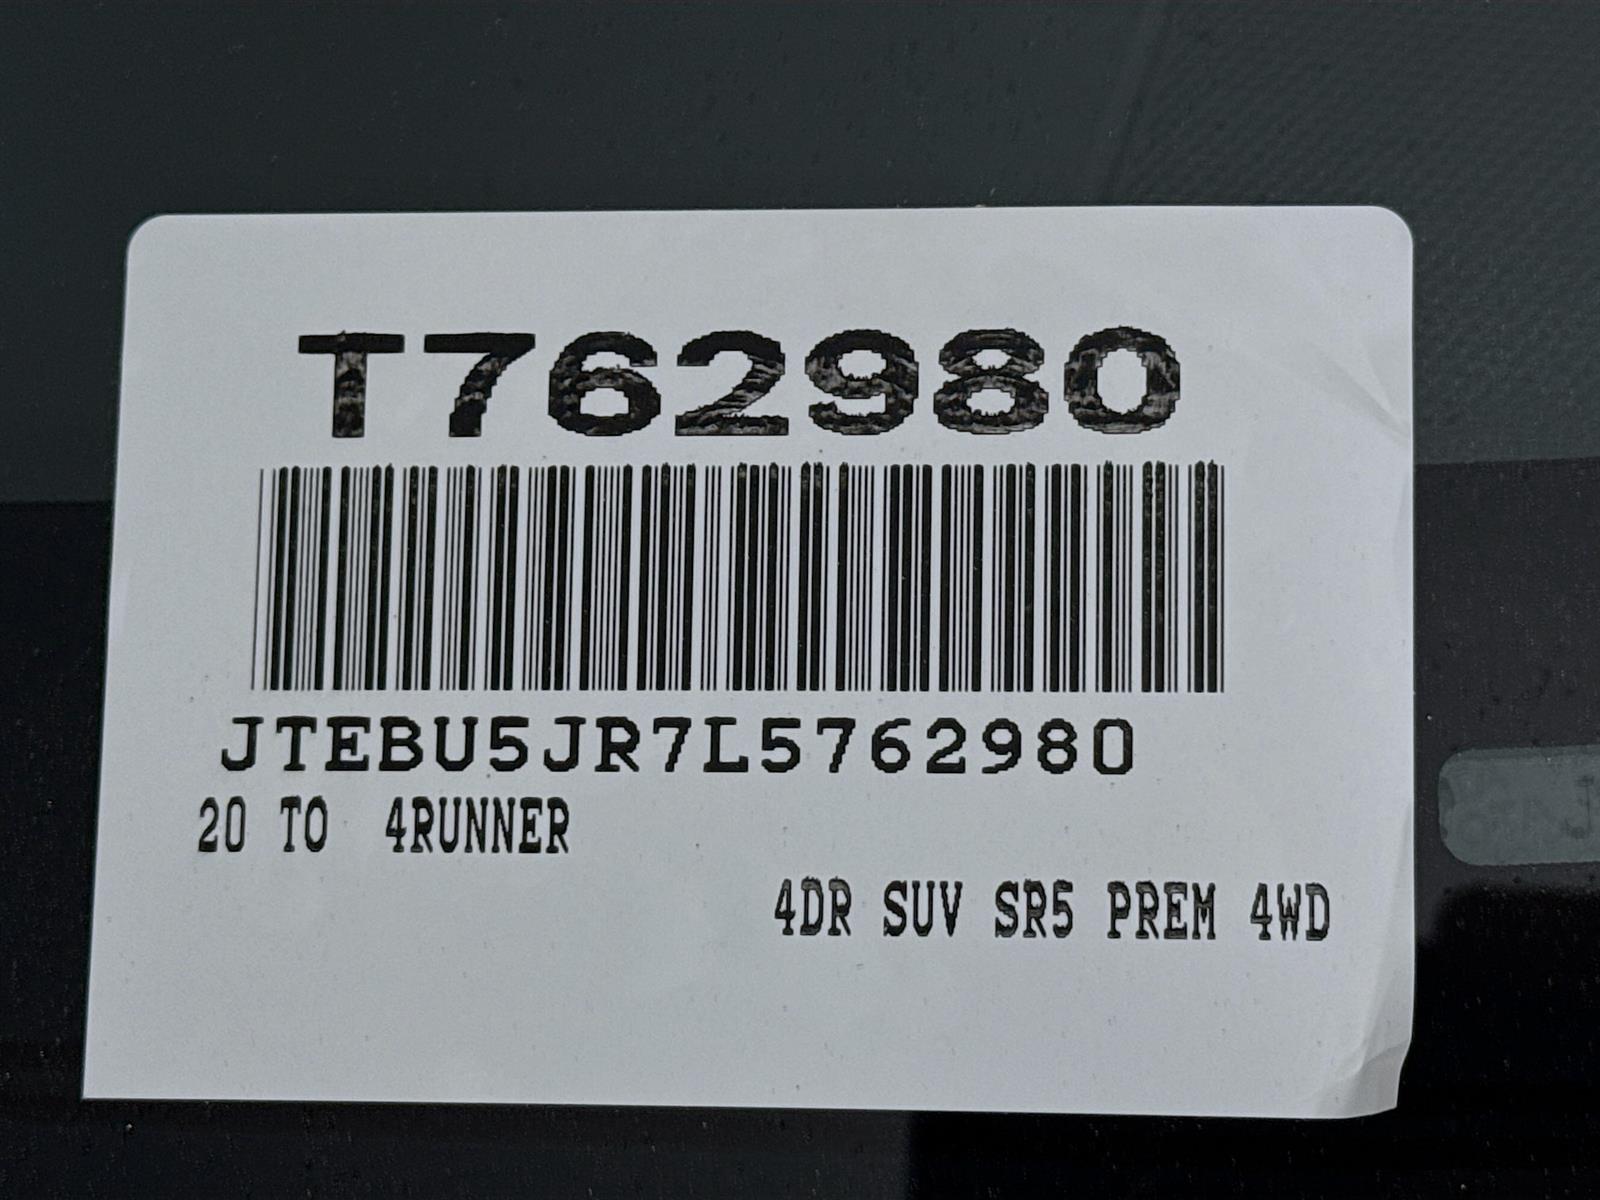 T762980
JTEBU5JR7L5762980
20 TO 4RUNNER
4DR SUV SR5 PREM 4WD